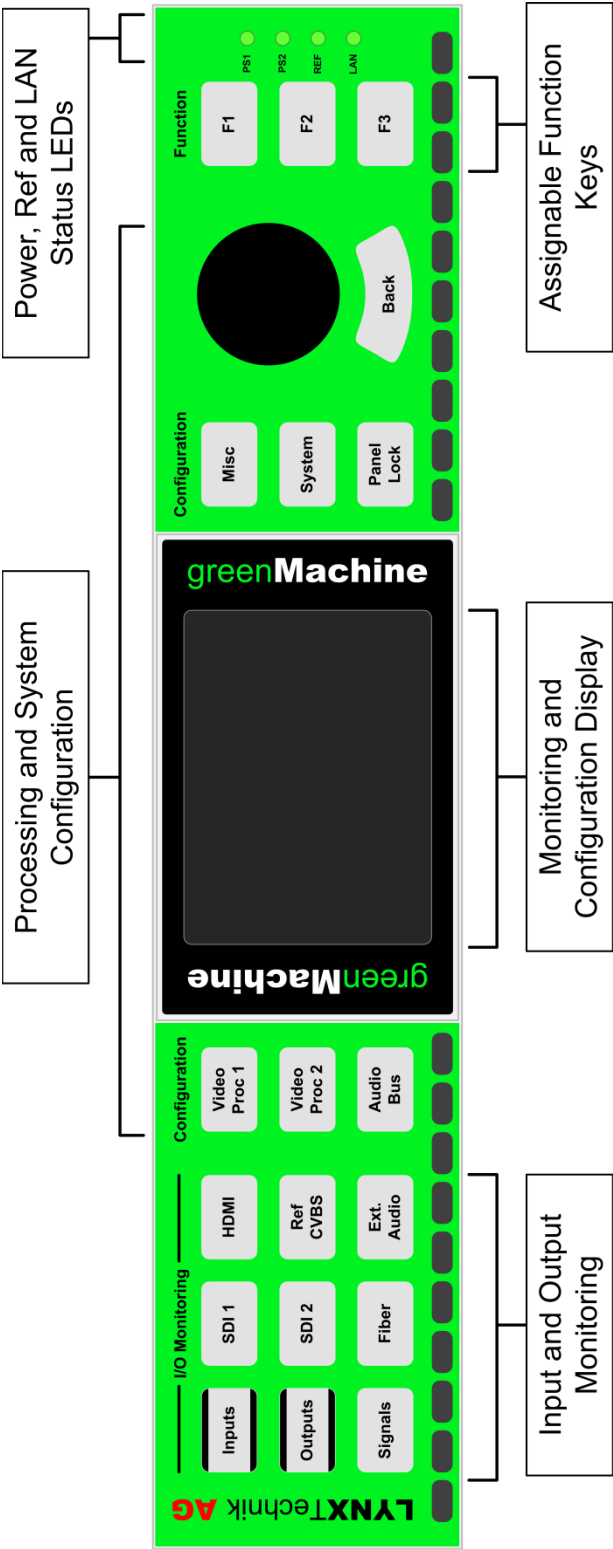 Processing and System
Configuration
Power, Ref and LAN
Status LEDs
LYNXTechnik AG
I/O Monitoring
Inputs
SDI 1
HDMI
Outputs
SDI 2
Ref
CVBS
Signals
Fiber
Ext.
Audio
Configuration
Video
Proc 1
Video
Proc 2
Audio
Bus
greenMachine
greenMachine
Configuration
Misc
System
Panel
Lock
Back
Function
F1
F2
F3
PS1
PS2
REF
LAN
Input and Output
Monitoring
Monitoring and
Configuration Display
Assignable Function
Keys